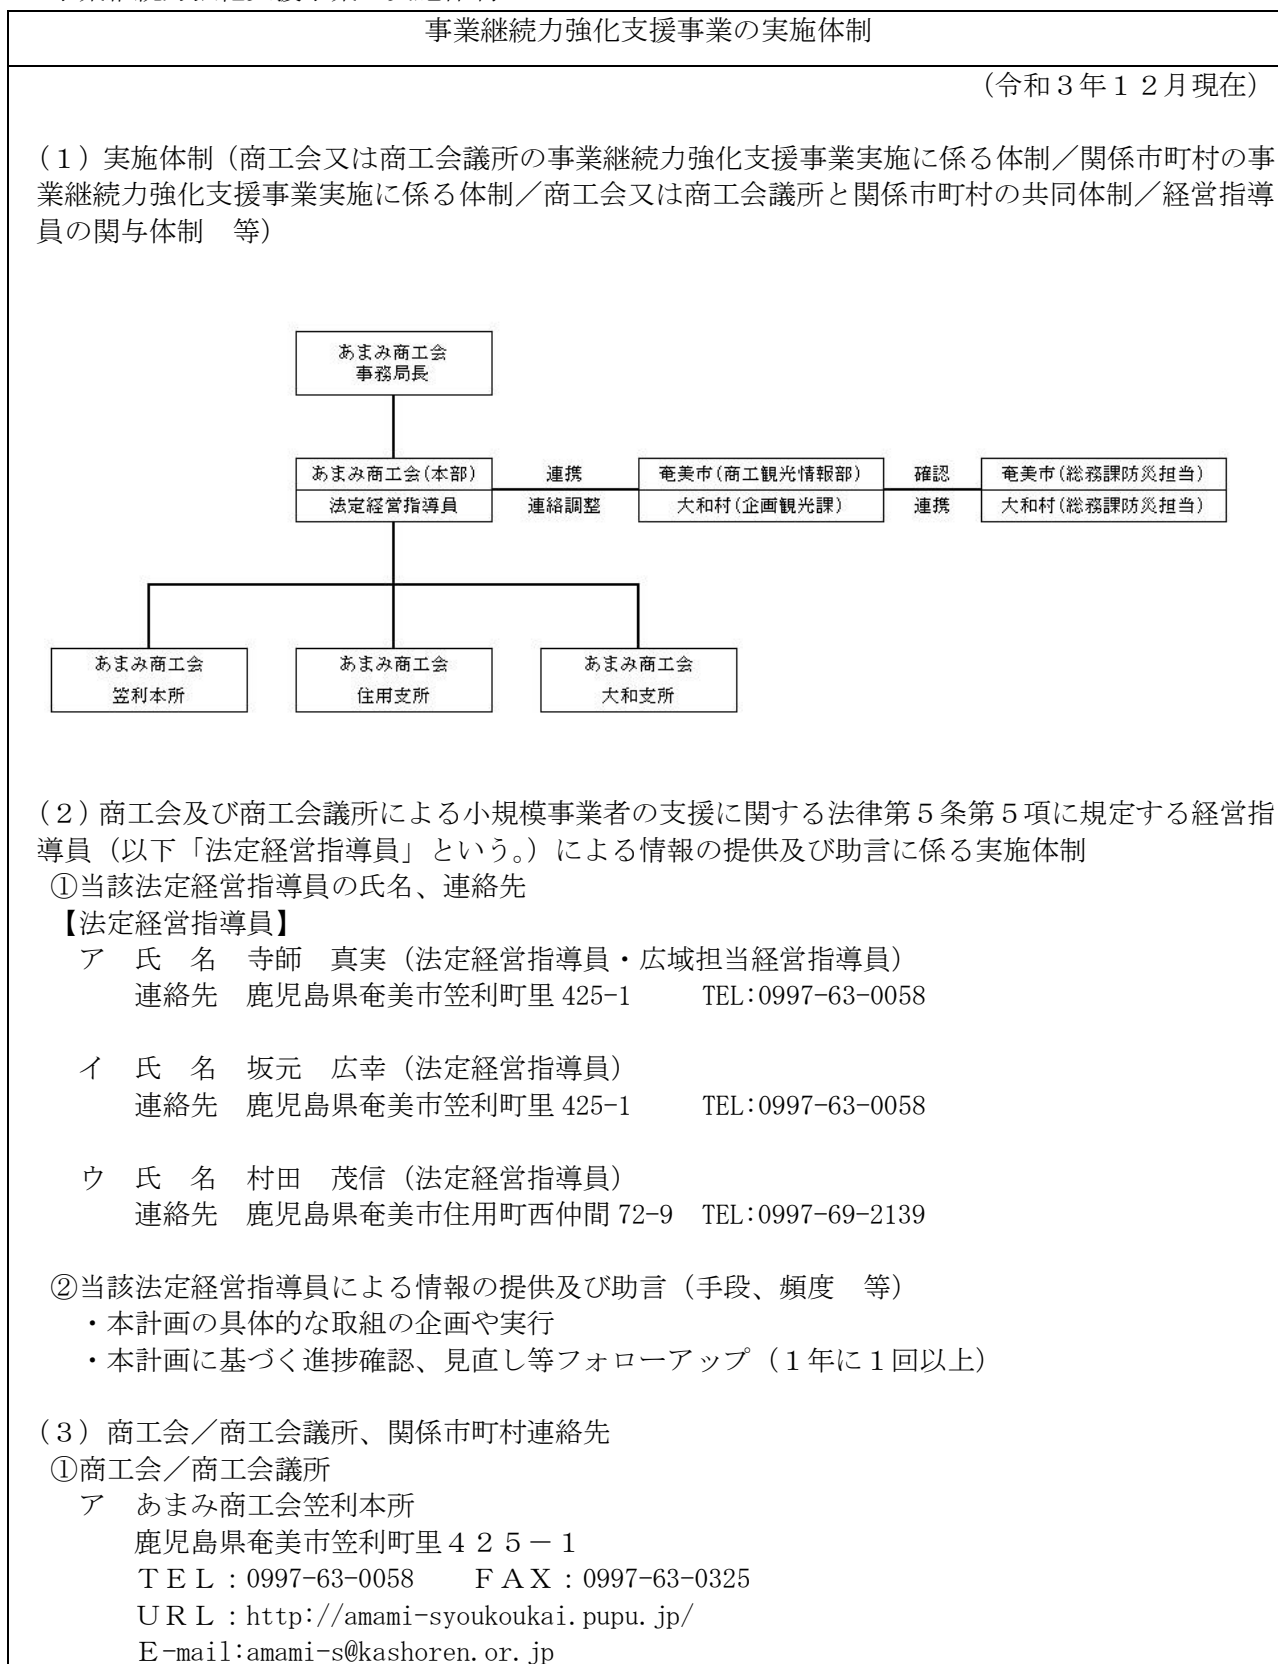 事業継続力強化支援事業の実施体制
（令和３年１２月現在）
（１）実施体制（商工会又は商工会議所の事業継続力強化支援事業実施に係る体制／関係市町村の事
業継続力強化支援事業実施に係る体制／商工会又は商工会議所と関係市町村の共同体制／経営指導
員の関与体制　等）
あまみ商工会
事務局長
あまみ商工会(本部)　連携　奄美市(商工観光情報部)　確認　奄美市(総務課防災担当)
法定経営指導員　連絡調整　大和村(企画観光課)　連携　大和村(総務課防災担当)
あまみ商工会　あまみ商工会　あまみ商工会
笠利本所　住用支所　大和支所
（２）商工会及び商工会議所による小規模事業者の支援に関する法律第５条第５項に規定する経営指
導員（以下「法定経営指導員」という。）による情報の提供及び助言に係る実施体制
①当該法定経営指導員の氏名、連絡先
【法定経営指導員】
ア　氏　名　寺師　真実（法定経営指導員・広域担当経営指導員）
連絡先　鹿児島県奄美市笠利町里 425-1　TEL:0997-63-0058
イ　氏　名　坂元　広幸（法定経営指導員）
連絡先　鹿児島県奄美市笠利町里 425-1　TEL:0997-63-0058
ウ　氏　名　村田　茂信（法定経営指導員）
連絡先　鹿児島県奄美市住用町西仲間 72-9　TEL:0997-69-2139
②当該法定経営指導員による情報の提供及び助言（手段、頻度　等）
・本計画の具体的な取組の企画や実行
・本計画に基づく進捗確認、見直し等フォローアップ（１年に１回以上）
（３）商工会／商工会議所、関係市町村連絡先
①商工会／商工会議所
ア　あまみ商工会笠利本所
鹿児島県奄美市笠利町里４２５－１
ＴＥＬ：0997-63-0058　ＦＡＸ：0997-63-0325
ＵＲＬ：http://amami-syoukoukai.pupu.jp/
Ｅ-mail:amami-s@kashoren.or.jp